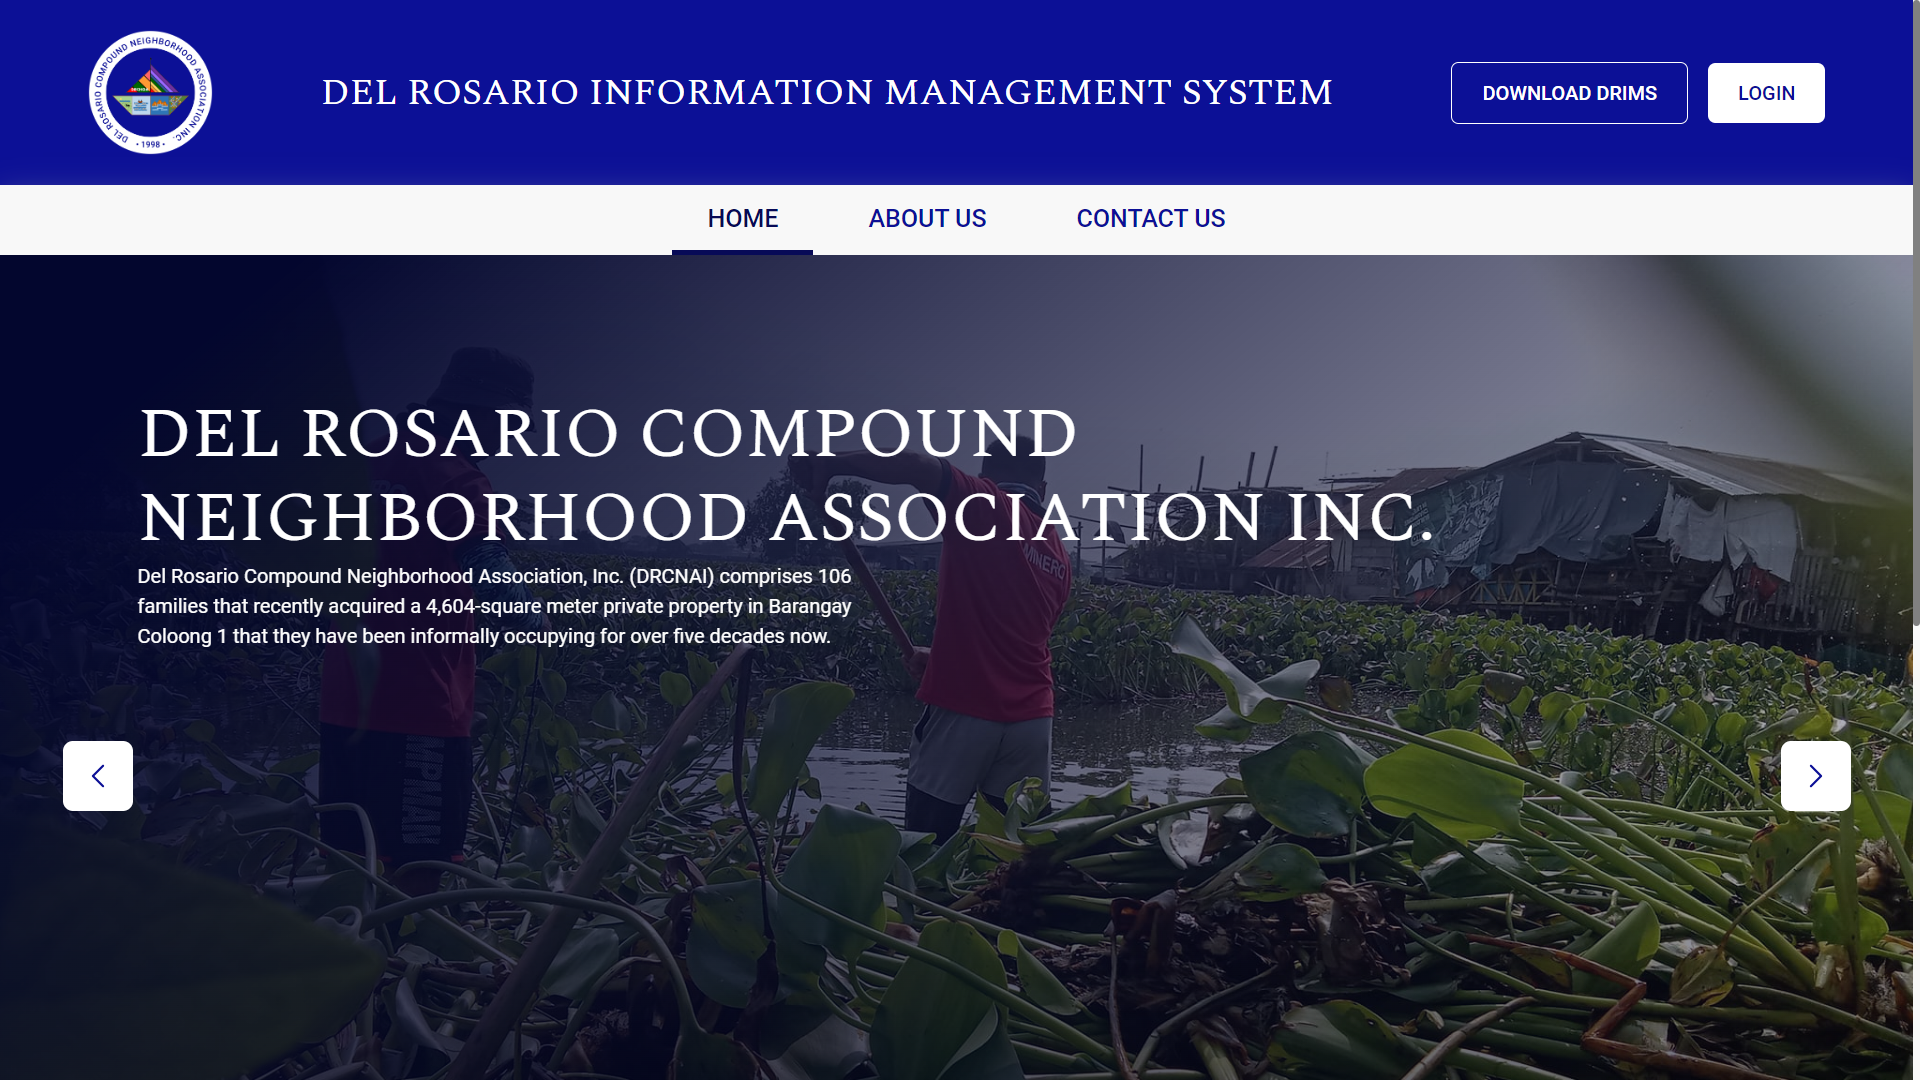 DEL ROSARIO COMPOUND NEIGHBORHOOD ASSOCIATION INC.
• 1998 •
DEL ROSARIO INFORMATION MANAGEMENT SYSTEM
DOWNLOAD DRIMS
LOGIN
HOME
ABOUT US
CONTACT US
DEL ROSARIO COMPOUND
NEIGHBORHOOD ASSOCIATION INC.
Del Rosario Compound Neighborhood Association, Inc. (DRCNAI) comprises 106
families that recently acquired a 4,604-square meter private property in Barangay
Coloong 1 that they have been informally occupying for over five decades now.